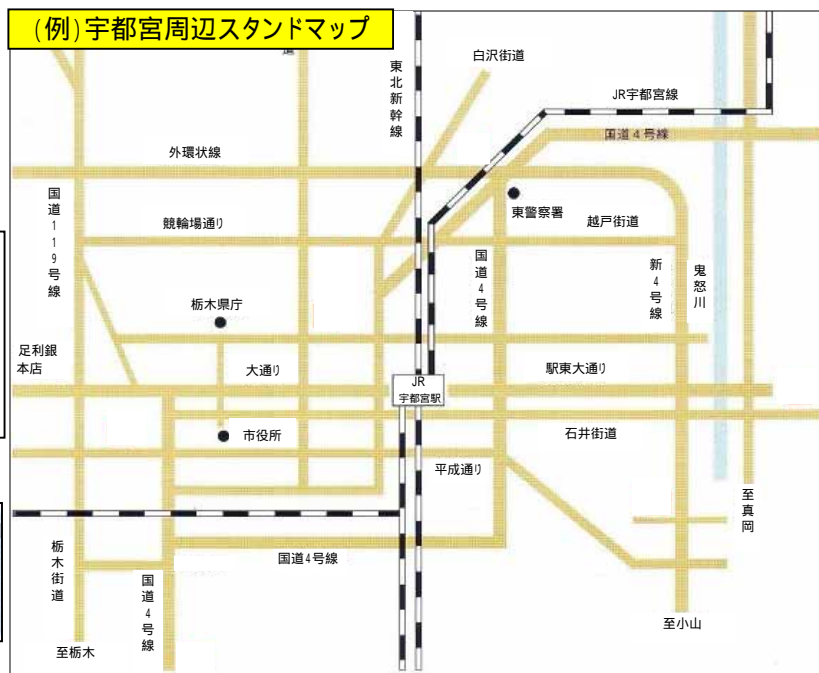 (例)宇都宮周辺スタンドマップ
道
東北新幹線
白沢街道
JR宇都宮線
国道4号線
外環状線
国道119号線
競輪場通り
東警察署
越戸街道
国道4号線
新4号線
鬼怒川
栃木県庁
足利銀
本店
大通り
JR
宇都宮駅
駅東大通り
市役所
石井街道
平成通り
至真岡
栃木街道
国道4号線
国道4号線
至小山
至栃木